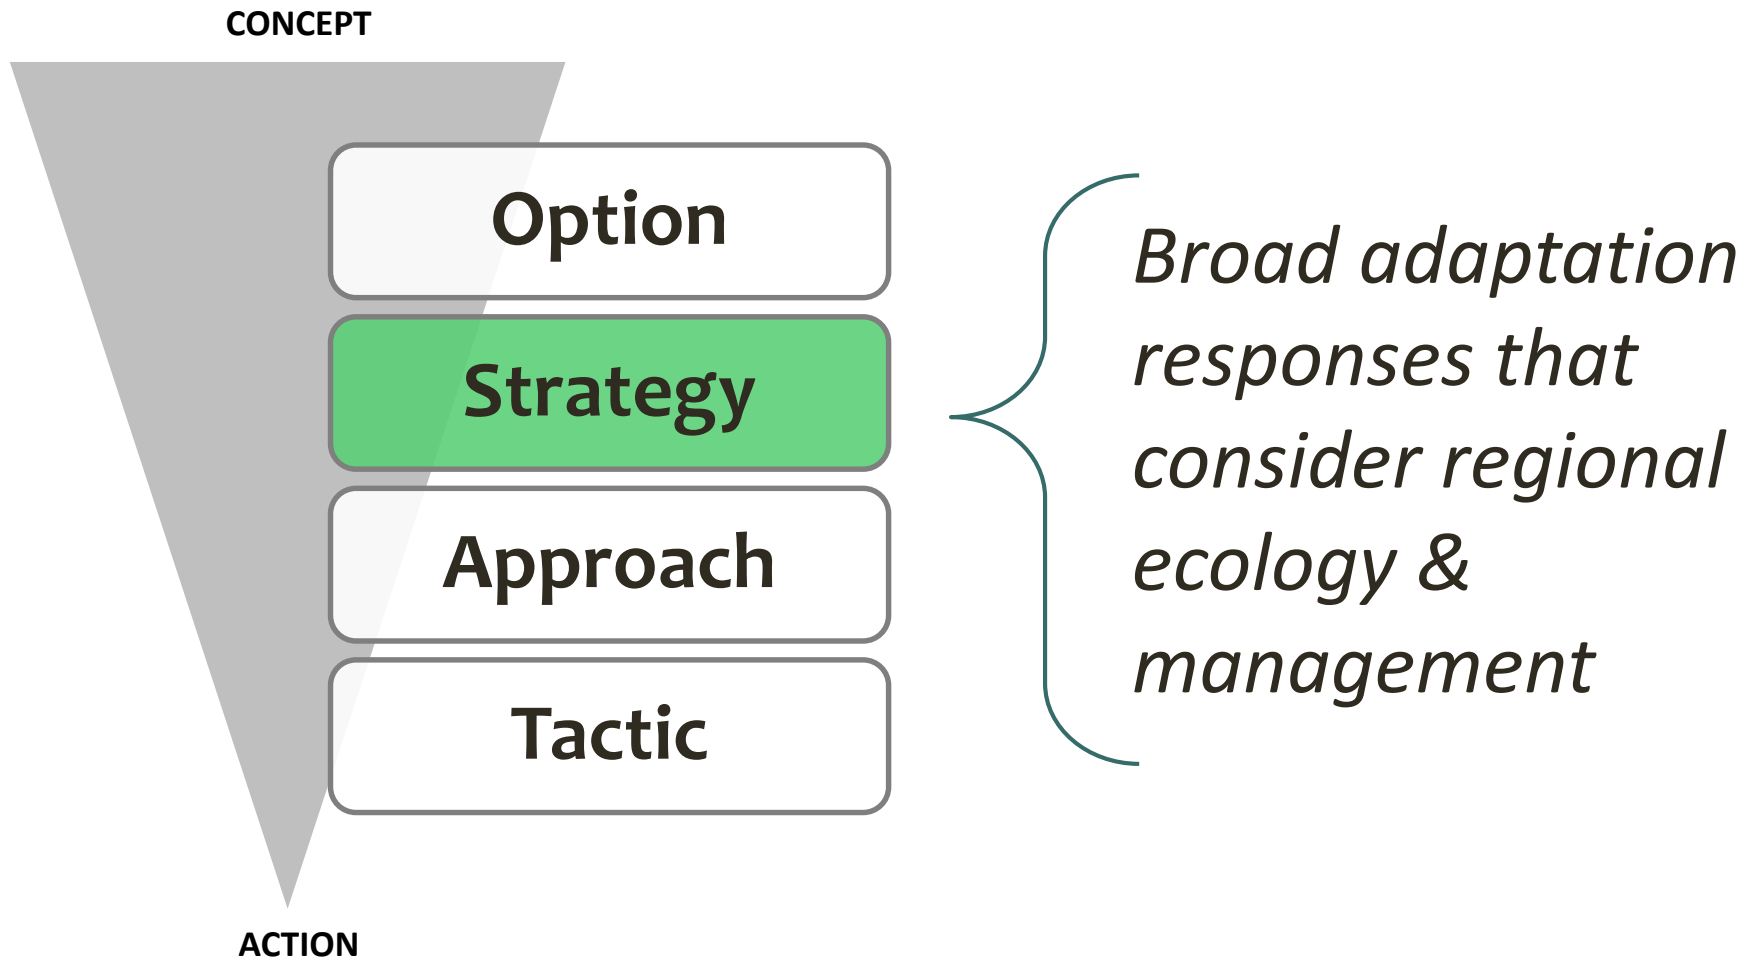 CONCEPT
Option
Strategy
Approach
Tactic
Broad adaptation
responses that
consider regional
ecology &
management
ACTION